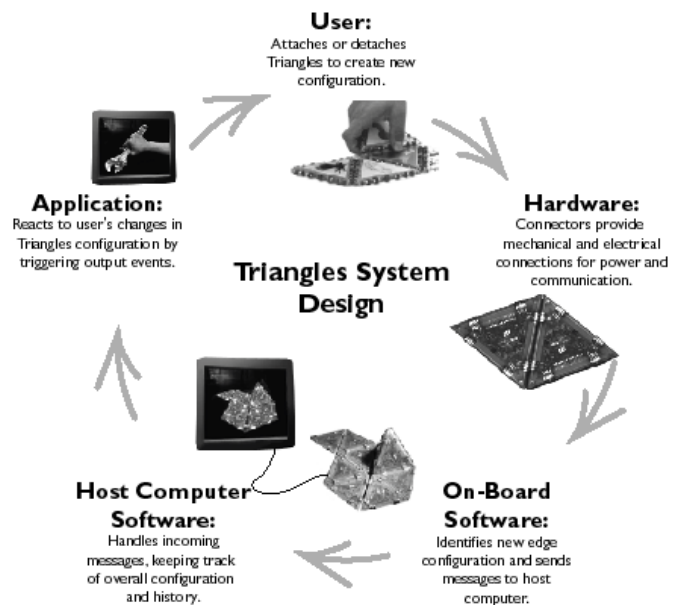 User:
Attaches or detaches
Triangles to create new
configuration.
Application:
Reacts to user's changes in
Triangles configuration by
triggering output events.
Hardware:
Connectors provide
mechanical and electrical
connections for power and
communication.
Triangles System
Design
Host Computer
Software:
Handles incoming
messages, keeping track
of overall configuration
and history.
On-Board
Software:
Identifies new edge
configuration and sends
messages to host
computer.